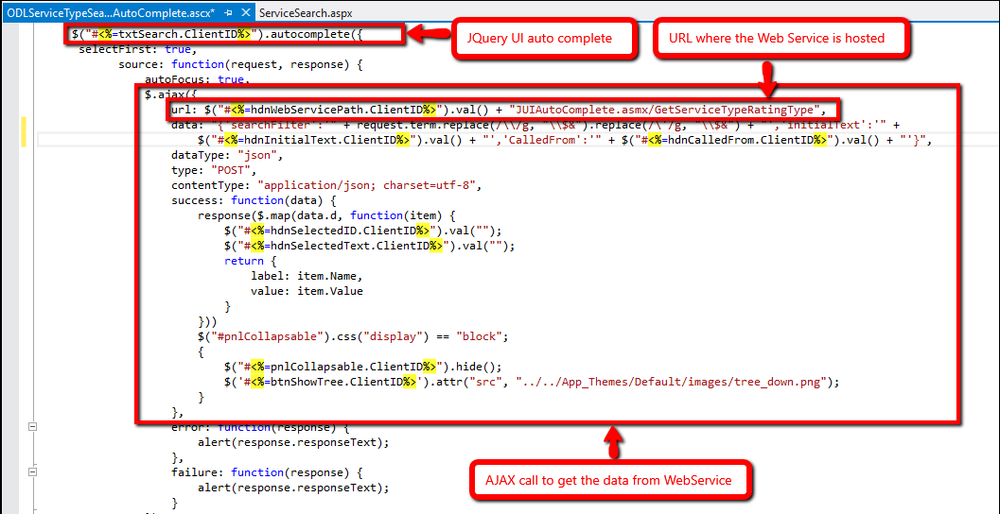 ODLServiceTypeSea...AutoComplete.ascx* ServiceSearch.aspx
$("#<%=txtSearch.ClientID%>").autocomplete({
JQuery UI auto complete
URL where the Web Service is hosted
selectFirst: true,
source: function(request, response) {
autoFocus: true,
$.ajax({
url: $("#<%=hdnWebServicePath.ClientID%>").val() + "JUIAutoComplete.asmx/GetServiceTypeRatingType",
data: "{'searchFilter':'" + request.term.replace(/\\/g, "\\$&").replace(/\'/g, "\\$&") + "','initialText':'" +
$("#<%=hdnInitialText.ClientID%>").val() + "','CalledFrom':'" + $("#<%=hdnCalledFrom.ClientID%>").val() + "'}",
dataType: "json",
type: "POST",
contentType: "application/json; charset=utf-8",
success: function(data) {
response($.map(data.d, function(item) {
$("#<%=hdnSelectedID.ClientID%>").val("");
$("#<%=hdnSelectedText.ClientID%>").val("");
return {
label: item.Name,
value: item.Value
}
}))
$("#pnlCollapsable").css("display") == "block";
{
$("#<%=pnlCollapsable.ClientID%>").hide();
$('#<%=btnShowTree.ClientID%>').attr("src", "../../App_Themes/Default/images/tree_down.png");
}
},
error: function(response) {
alert(response.responseText);
},
AJAX call to get the data from WebService
failure: function(response) {
alert(response.responseText);
}